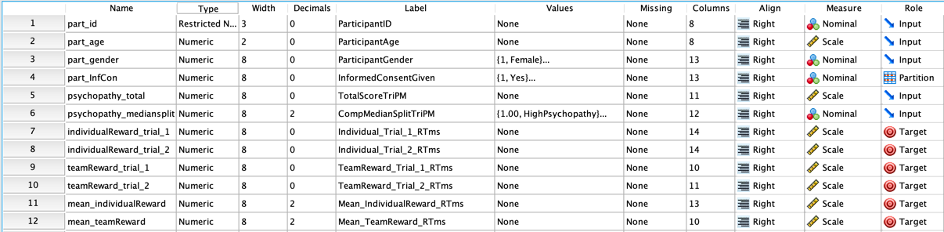 Name Type Width Decimals Label Values Missing Columns Align Measure Role
1 part_id Restricted N... 3 0 ParticipantID None None 8 Right Nominal Input
2 part_age Numeric 2 0 ParticipantAge None None 8 Right Scale Input
3 part_gender Numeric 8 0 ParticipantGender {1, Female}... None 13 Right Nominal Input
4 part_InfCon Numeric 8 0 InformedConsentGiven {1, Yes}... None 13 Right Nominal Partition
5 psychopathy_total Numeric 8 0 TotalScoreTriPM None None 11 Right Scale Input
6 psychopathy_mediansplit Numeric 8 2 CompMedianSplitTriPM {1.00, HighPsychopathy}... None 12 Right Nominal Input
7 individualReward_trial_1 Numeric 8 0 Individual_Trial_1_RTms None None 14 Right Scale Target
8 individualReward_trial_2 Numeric 8 0 Individual_Trial_2_RTms None None 14 Right Scale Target
9 teamReward_trial_1 Numeric 8 0 TeamReward_Trial_1_RTms None None 10 Right Scale Target
10 teamReward_trial_2 Numeric 8 0 TeamReward_Trial_2_RTms None None 11 Right Scale Target
11 mean_individualReward Numeric 8 2 Mean_IndividualReward_RTms None None 13 Right Scale Target
12 mean_teamReward Numeric 8 2 Mean_TeamReward_RTms None None 10 Right Scale Target